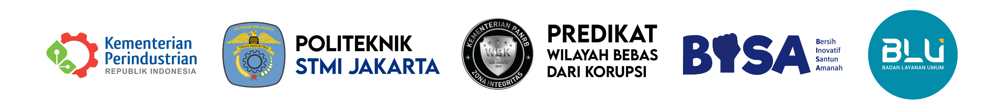 Kementerian
Perindustrian
REPUBLIK INDONESIA
POLITEKNIK STMI JAKARTA
TRIAS INDUSTRIA
POLITEKNIK
STMI JAKARTA
KEMENTERIAN PANRB
WBK
WILAYAH BEBAS
DARI KORUPSI
2023
ZONA INTEGRITAS
PREDIKAT
WILAYAH BEBAS
DARI KORUPSI
BISA
Bersih
Inovatif
Santun
Amanah
BLU
BADAN LAYANAN UMUM